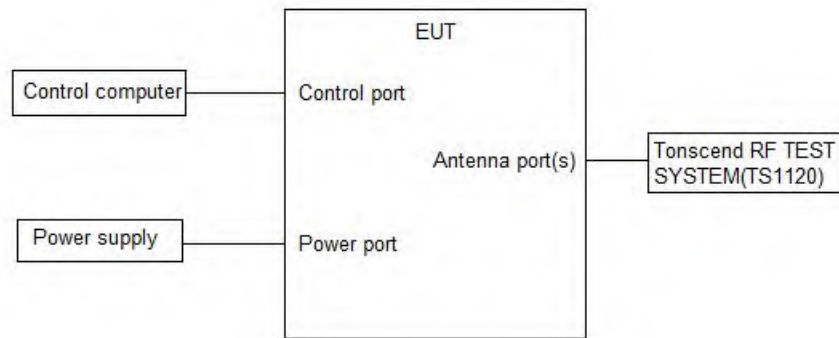 EUT
Control computer
Control port
Antenna port(s)
Tonscend RF TEST
SYSTEM(TS1120)
Power supply
Power port